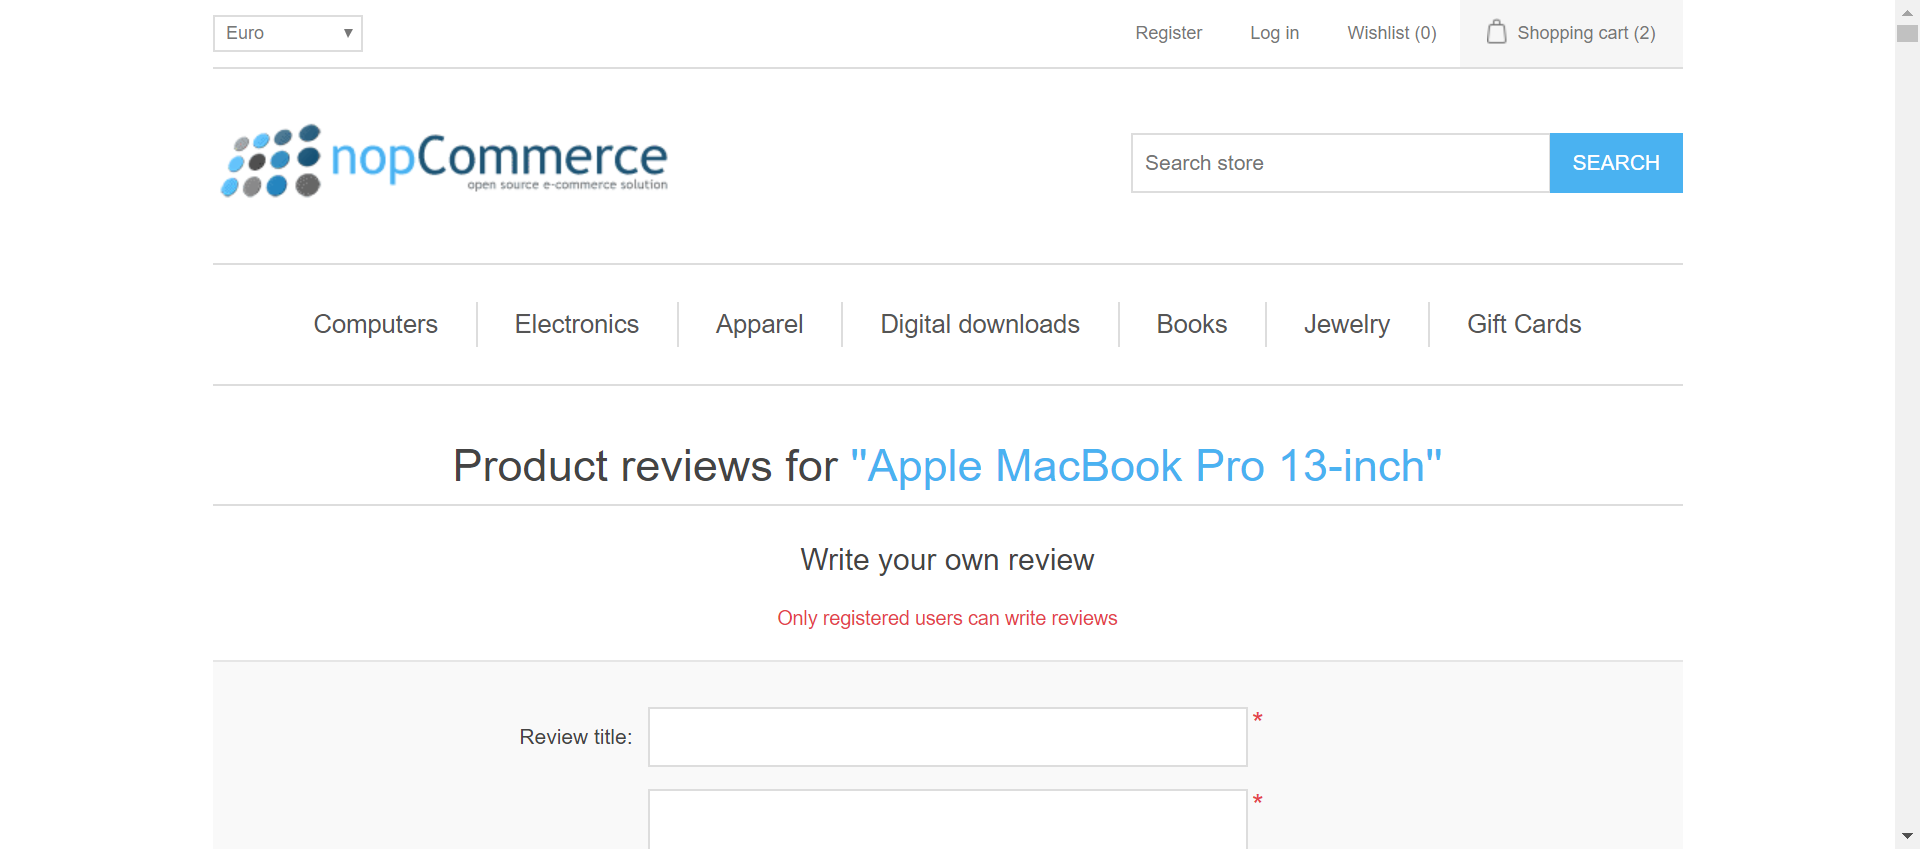 Euro
Register
Log in
Wishlist (0)
Shopping cart (2)
nopCommerce
open source e-commerce solution
Search store
SEARCH
Computers
Electronics
Apparel
Digital downloads
Books
Jewelry
Gift Cards
Product reviews for "Apple MacBook Pro 13-inch"
Write your own review
Only registered users can write reviews
Review title:
*
*